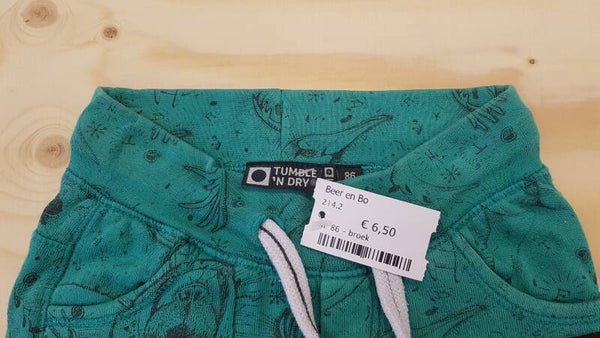 TUMBLE
'N DRY
86
Beer en Bo
214.2
€ 6,50
86 - broek